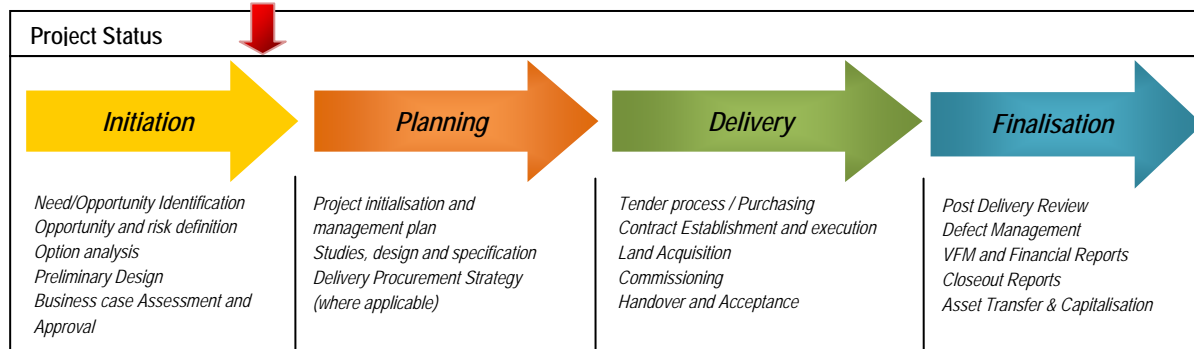 Project Status
Initiation
Planning
Delivery
Finalisation
Need/Opportunity Identification
Opportunity and risk definition
Option analysis
Preliminary Design
Business case Assessment and
Approval
Project initialisation and
management plan
Studies, design and specification
Delivery Procurement Strategy
(where applicable)
Tender process / Purchasing
Contract Establishment and execution
Land Acquisition
Commissioning
Handover and Acceptance
Post Delivery Review
Defect Management
VFM and Financial Reports
Closeout Reports
Asset Transfer & Capitalisation